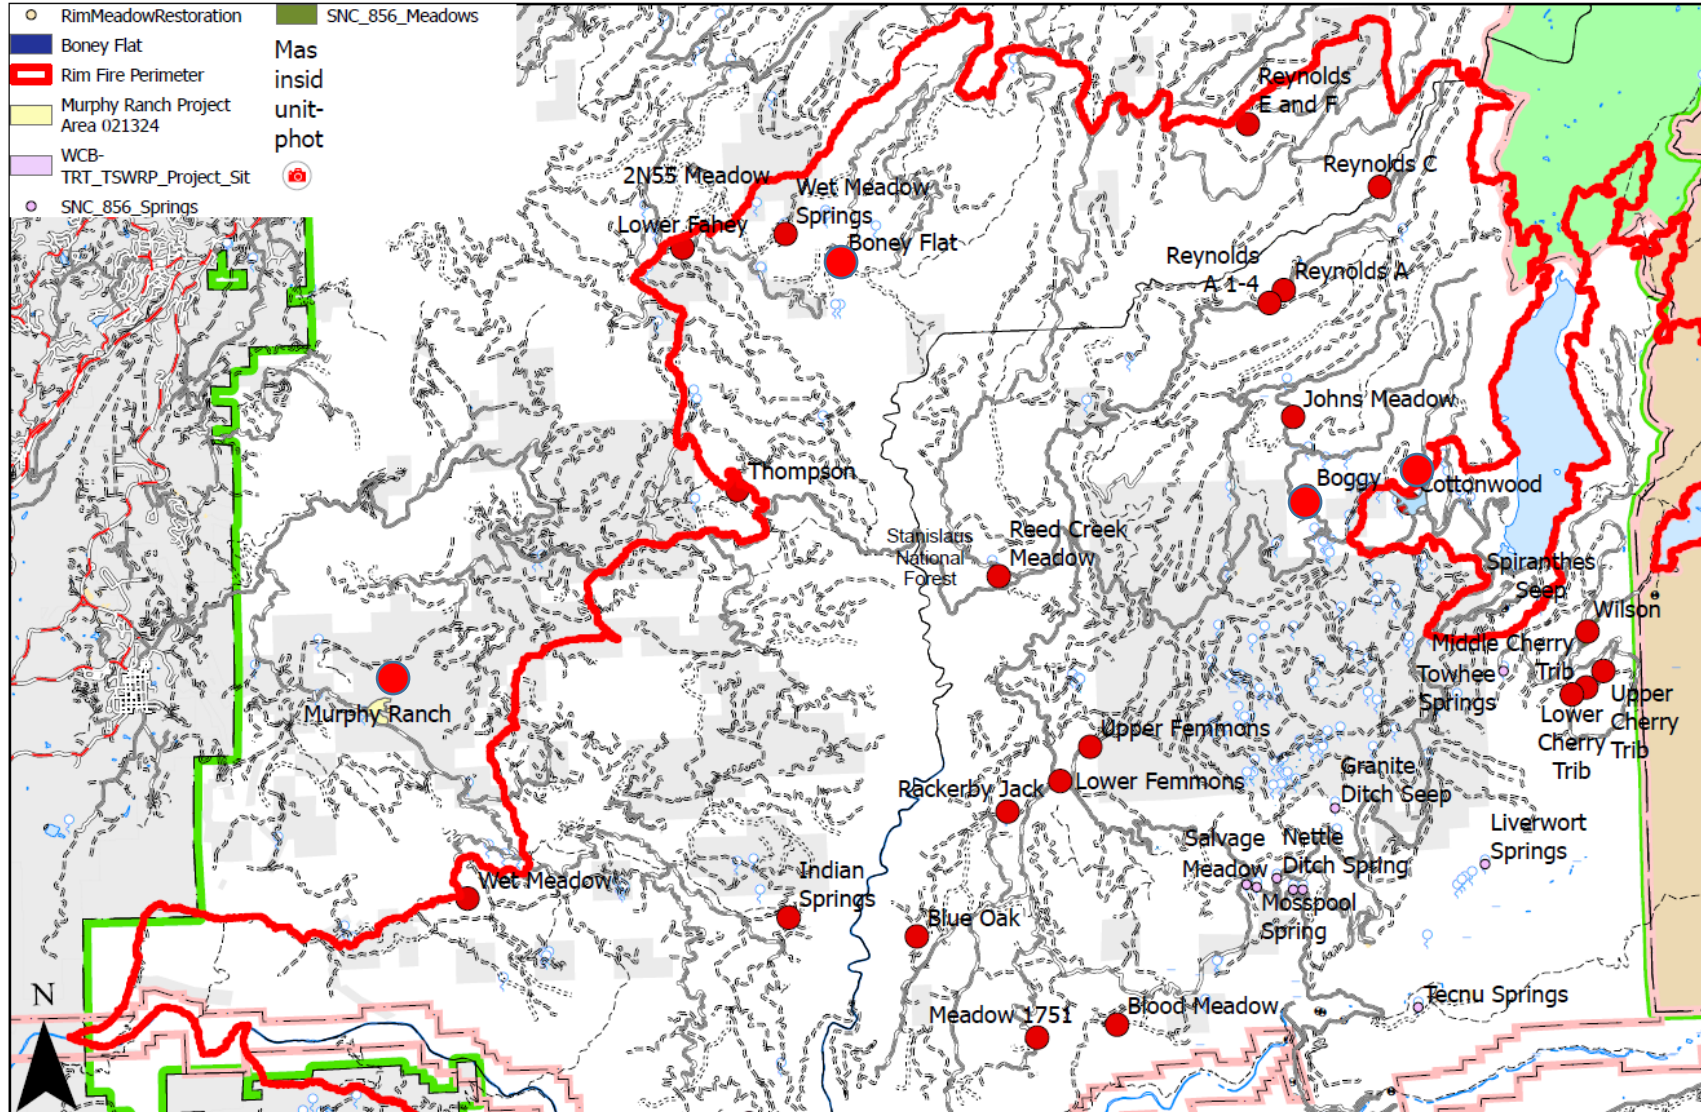 RimMeadowRestoration
SNC_856_Meadows
Boney Flat
Mas
insid
unit-
phot
Rim Fire Perimeter
Murphy Ranch Project
Area 021324
WCB-
TRT_TSWRP_Project_Sit
SNC_856_Springs
Reynolds
E and F
2N55 Meadow
Wet Meadow
Springs
Reynolds C
Lower Fahey
Boney Flat
Reynolds
A 1-4
Reynolds A
Johns Meadow
Thompson
Boggy
Cottonwood
Stanislaus
National
Forest
Reed Creek
Meadow
Spiranthes
Seep
Wilson
Middle Cherry
Trib
Towhee
Springs
Upper
Cherry
Trib
Lower
Cherry
Trib
Murphy Ranch
Upper Femmons
Lower Femmons
Rackerby Jack
Granite
Ditch Seep
Liverwort
Springs
Salvage
Meadow
Nettle
Ditch Spring
Mosspool
Spring
Wet Meadow
Indian
Springs
Blue Oak
Tecnu Springs
Blood Meadow
Meadow 1751
N